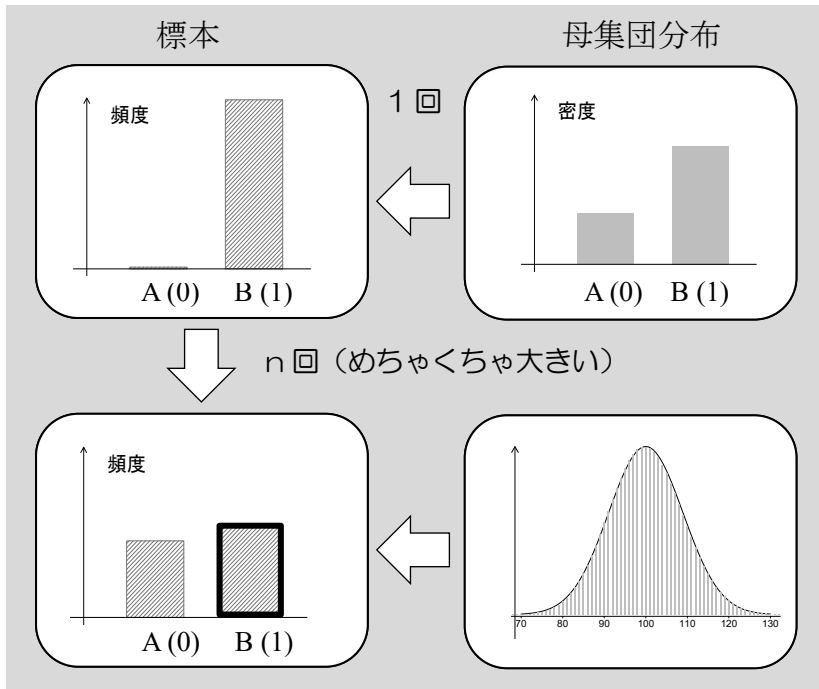 標本
母集団分布
頻度
A (0) B (1)
1回
密度
A (0) B (1)
n回（めちゃくちゃ大きい）
頻度
A (0) B (1)
70 80 90 100 110 120 130